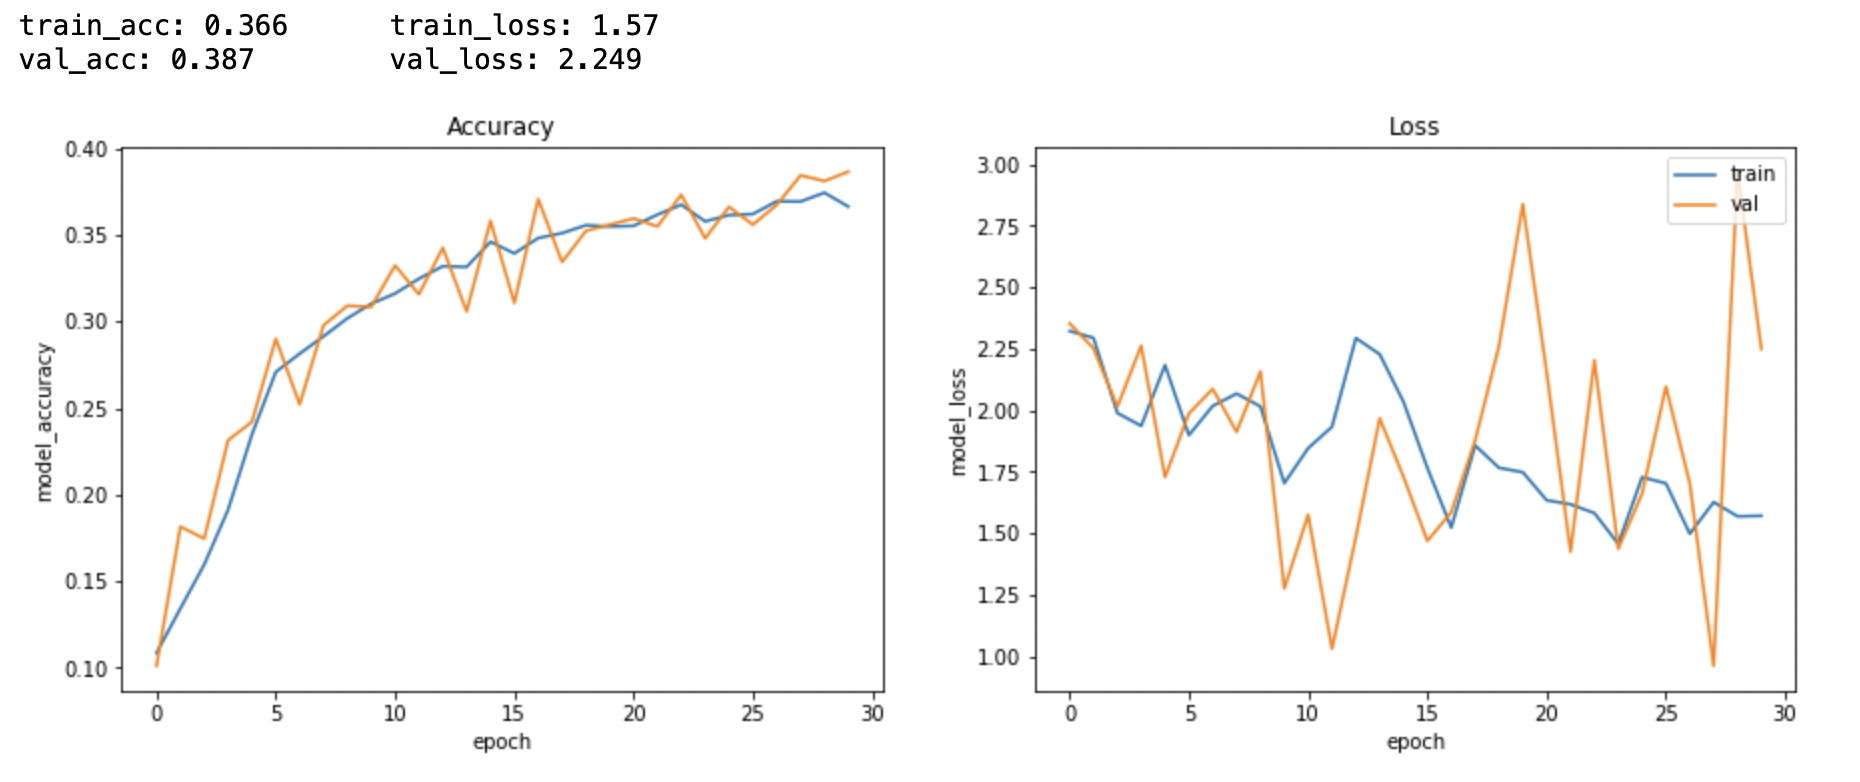 train_acc: 0.366 train_loss: 1.57
val_acc: 0.387 val_loss: 2.249
Accuracy
0.40
0.35
0.30
0.25
0.20
0.15
0.10
model_accuracy
0 5 10 15 20 25 30
epoch
Loss
3.00
2.75
2.50
2.25
2.00
1.75
1.50
1.25
1.00
model_loss
train
val
0 5 10 15 20 25 30
epoch